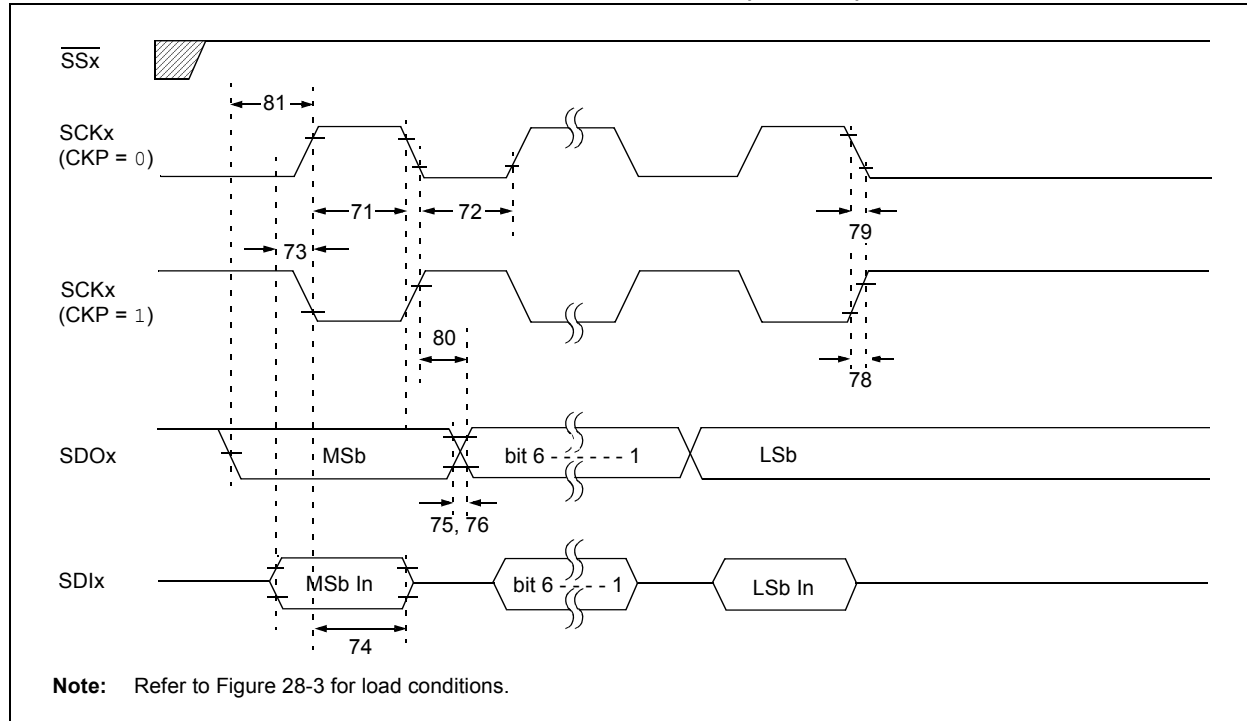 SSx
81
SCKx
(CKP = 0)
71
72
79
73
SCKx
(CKP = 1)
80
78
SDOx
MSb
bit 6 - - - - - - 1
LSb
75, 76
SDIx
MSb In
bit 6 - - - - - 1
LSb In
74
Note: Refer to Figure 28-3 for load conditions.